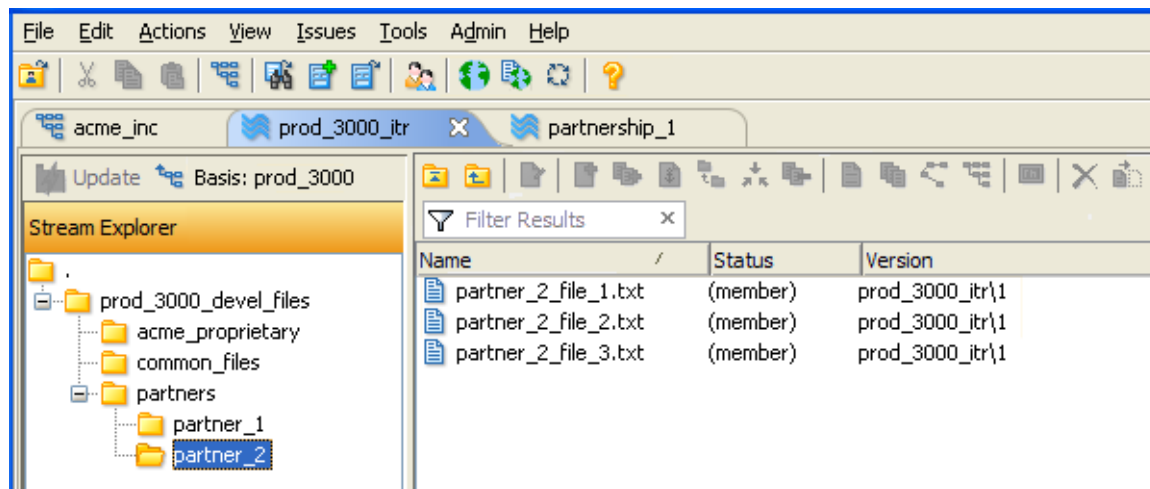 File Edit Actions View Issues Tools Admin Help
acme_inc prod_3000_itr partnership_1
Update Basis: prod_3000
Filter Results
Stream Explorer
Name / Status Version
.
prod_3000_devel_files
acme_proprietary
common_files
partners
partner_1
partner_2
partner_2_file_1.txt (member) prod_3000_itr\1
partner_2_file_2.txt (member) prod_3000_itr\1
partner_2_file_3.txt (member) prod_3000_itr\1